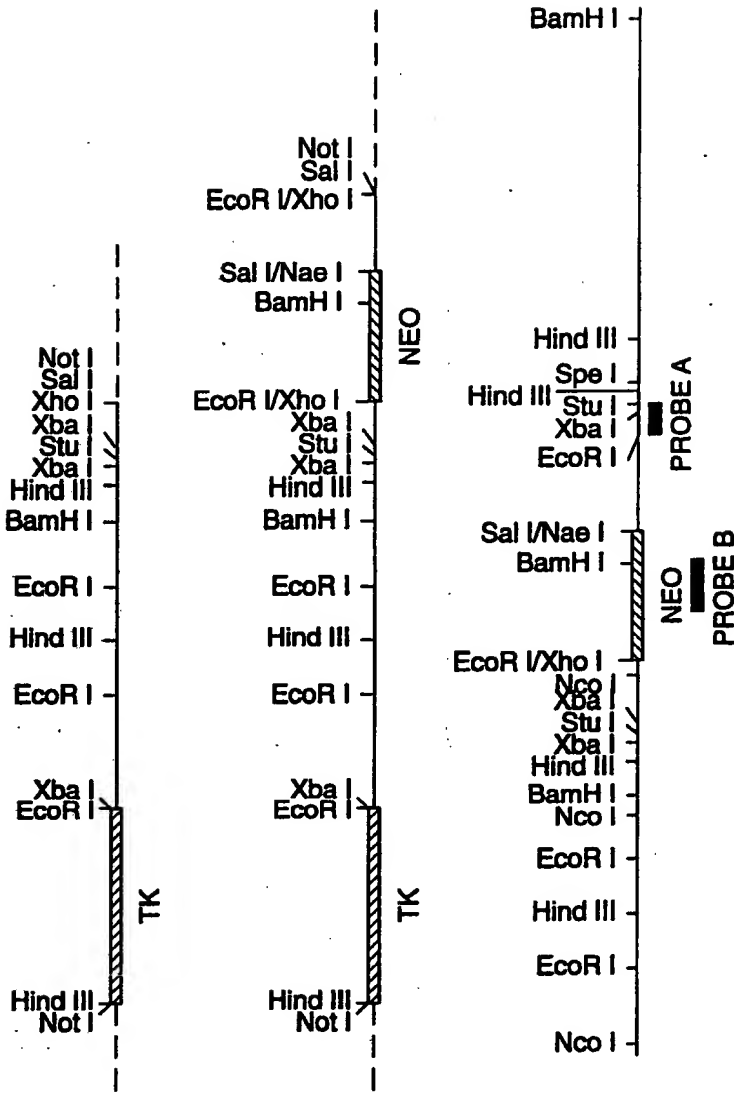 Not I
Sal I
Xho I
Xba I
Stu I
Xba I
Hind III
BamH I
EcoR I
Hind III
EcoR I
Xba I
EcoR I
TK
Hind III
Not I
Not I
Sal I
EcoR I/Xho I
Sal I/Nae I
BamH I
NEO
EcoR I/Xho I
Xba I
Stu I
Xba I
Hind III
BamH I
EcoR I
Hind III
EcoR I
Xba I
EcoR I
TK
Hind III
Not I
BamH I
Hind III
Spe I
Hind III
Stu I
Xba I
EcoR I
PROBE A
Sal I/Nae I
BamH I
NEO
PROBE B
EcoR I/Xho I
Nco I
Xba I
Stu I
Xba I
Hind III
BamH I
Nco I
EcoR I
Hind III
EcoR I
Nco I